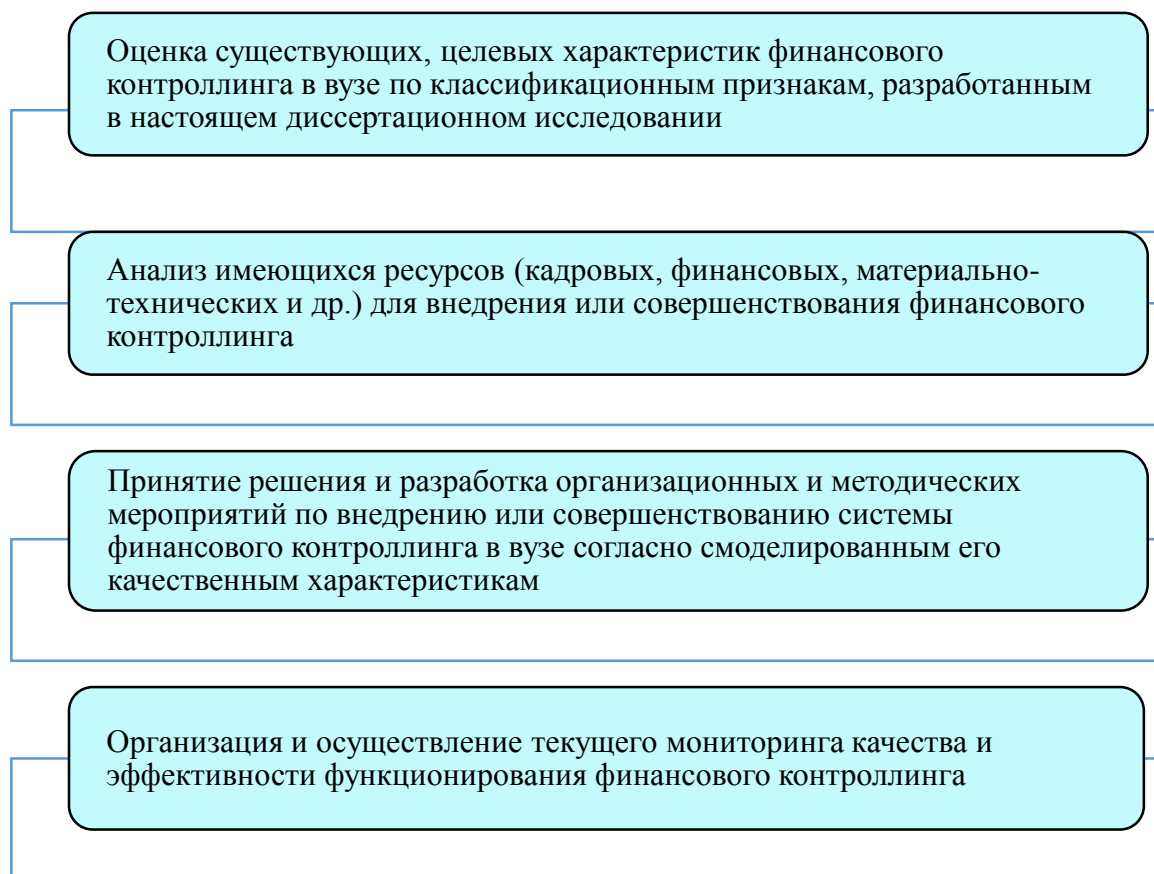 Оценка существующих, целевых характеристик финансового
контроллинга в вузе по классификационным признакам, разработанным
в настоящем диссертационном исследовании
Анализ имеющихся ресурсов (кадровых, финансовых, материально-
технических и др.) для внедрения или совершенствования финансового
контроллинга
Принятие решения и разработка организационных и методических
мероприятий по внедрению или совершенствованию системы
финансового контроллинга в вузе согласно смоделированным его
качественным характеристикам
Организация и осуществление текущего мониторинга качества и
эффективности функционирования финансового контроллинга